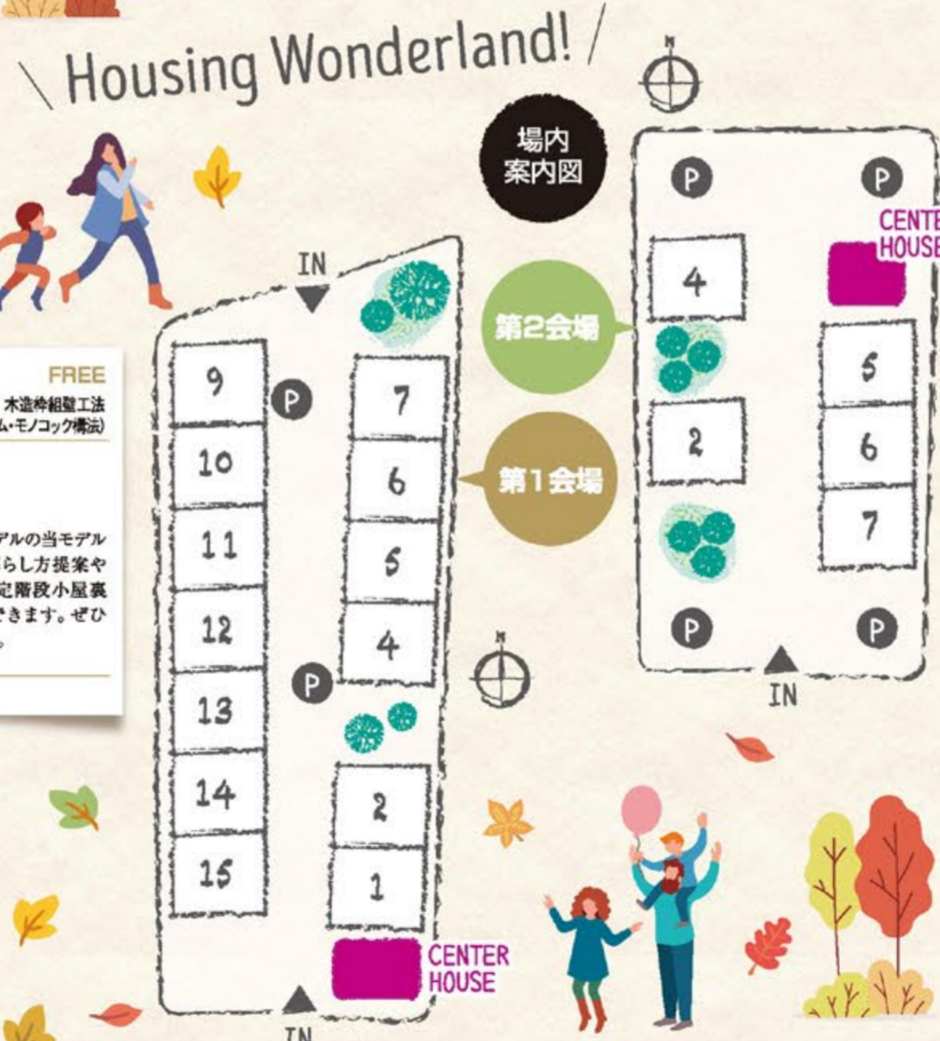 Housing Wonderland!
N
場内
案内図
P
P
CENTE
HOUSE
4
第2会場
5
2
6
7
P
P
IN
第1会場
IN
9
P
7
10
6
11
5
12
4
P
13
14
2
15
1
CENTER
HOUSE
IN
N
FREE
木造枠組壁工法
ム・モノコック構法)
デルの当モデル
らし方提案や
定階段小屋裏
できます。ぜひ
。